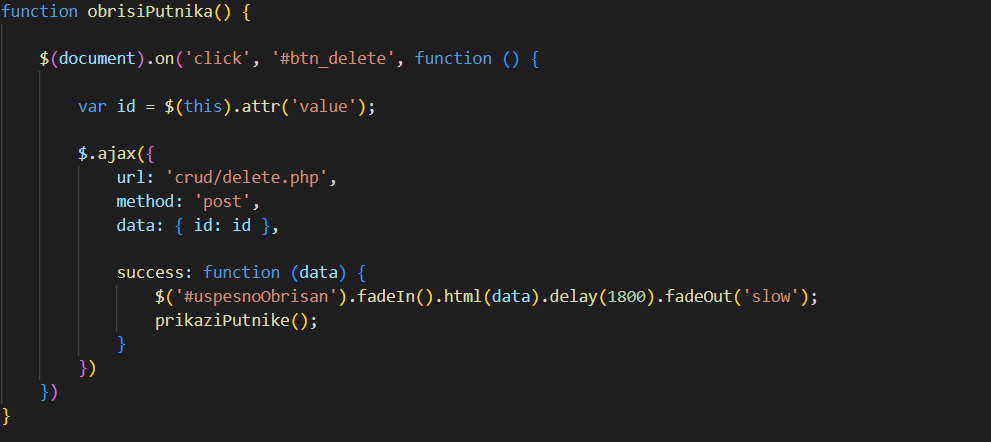 function obrisiPutnika() {
$(document).on('click', '#btn_delete', function () {
var id = $(this).attr('value');
$.ajax({
url: 'crud/delete.php',
method: 'post',
data: { id: id },
success: function (data) {
$('#uspesnoObrisan').fadeIn().html(data).delay(1800).fadeOut('slow');
prikaziPutnike();
}
})
})
}